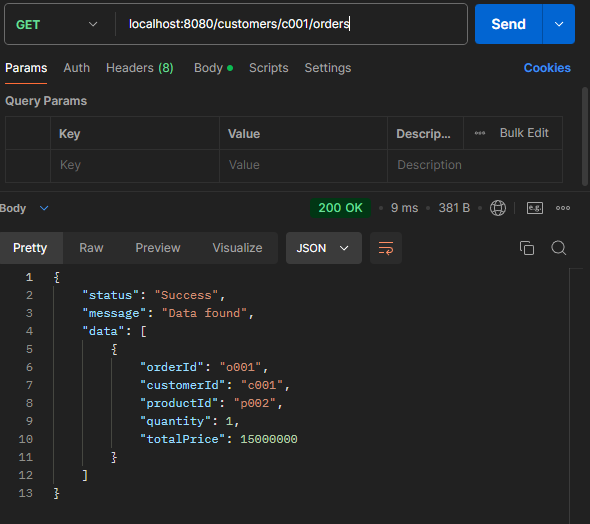 GET localhost:8080/customers/c001/orders Send
Params Auth Headers (8) Body Scripts Settings Cookies
Query Params
Key Value Descrip... Bulk Edit
Key Value Description
Body 200 OK 9 ms 381 B e.g.
Pretty Raw Preview Visualize JSON
1 {
2 "status": "Success",
3 "message": "Data found",
4 "data": [
5 {
6 "orderId": "o001",
7 "customerId": "c001",
8 "productId": "p002",
9 "quantity": 1,
10 "totalPrice": 15000000
11 }
12 ]
13 }